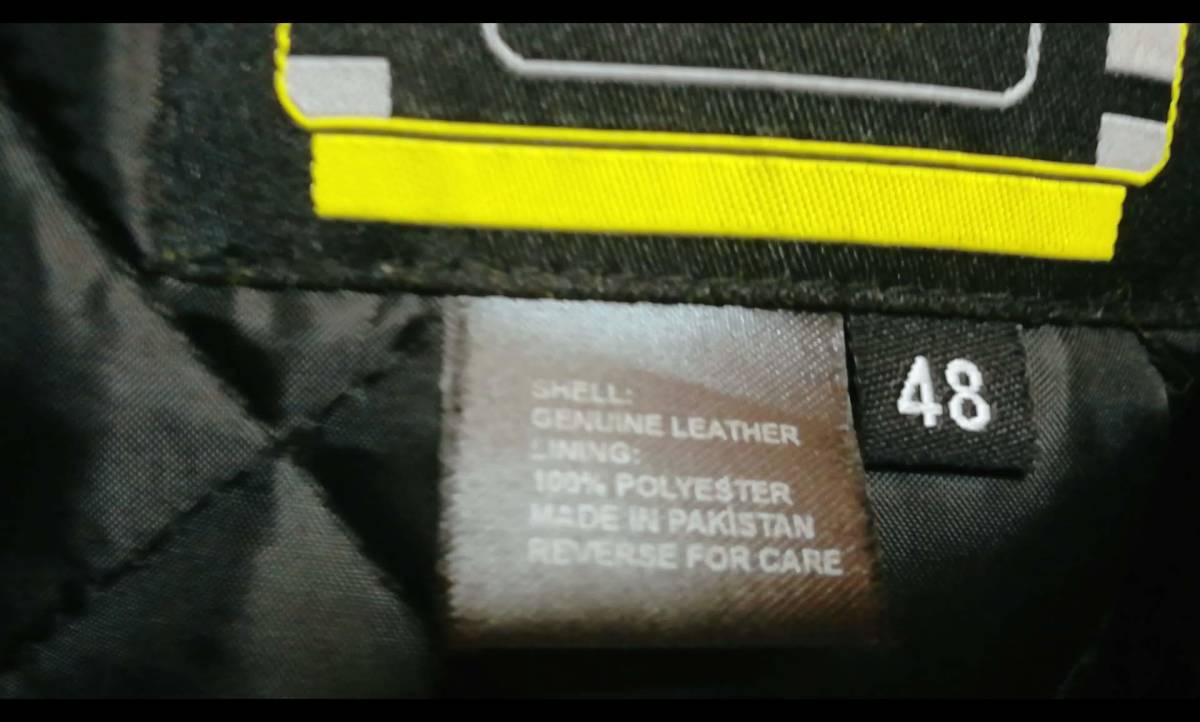 SHELL:
GENUINE LEATHER
LINING:
100% POLYESTER
MADE IN PAKISTAN
REVERSE FOR CARE
48